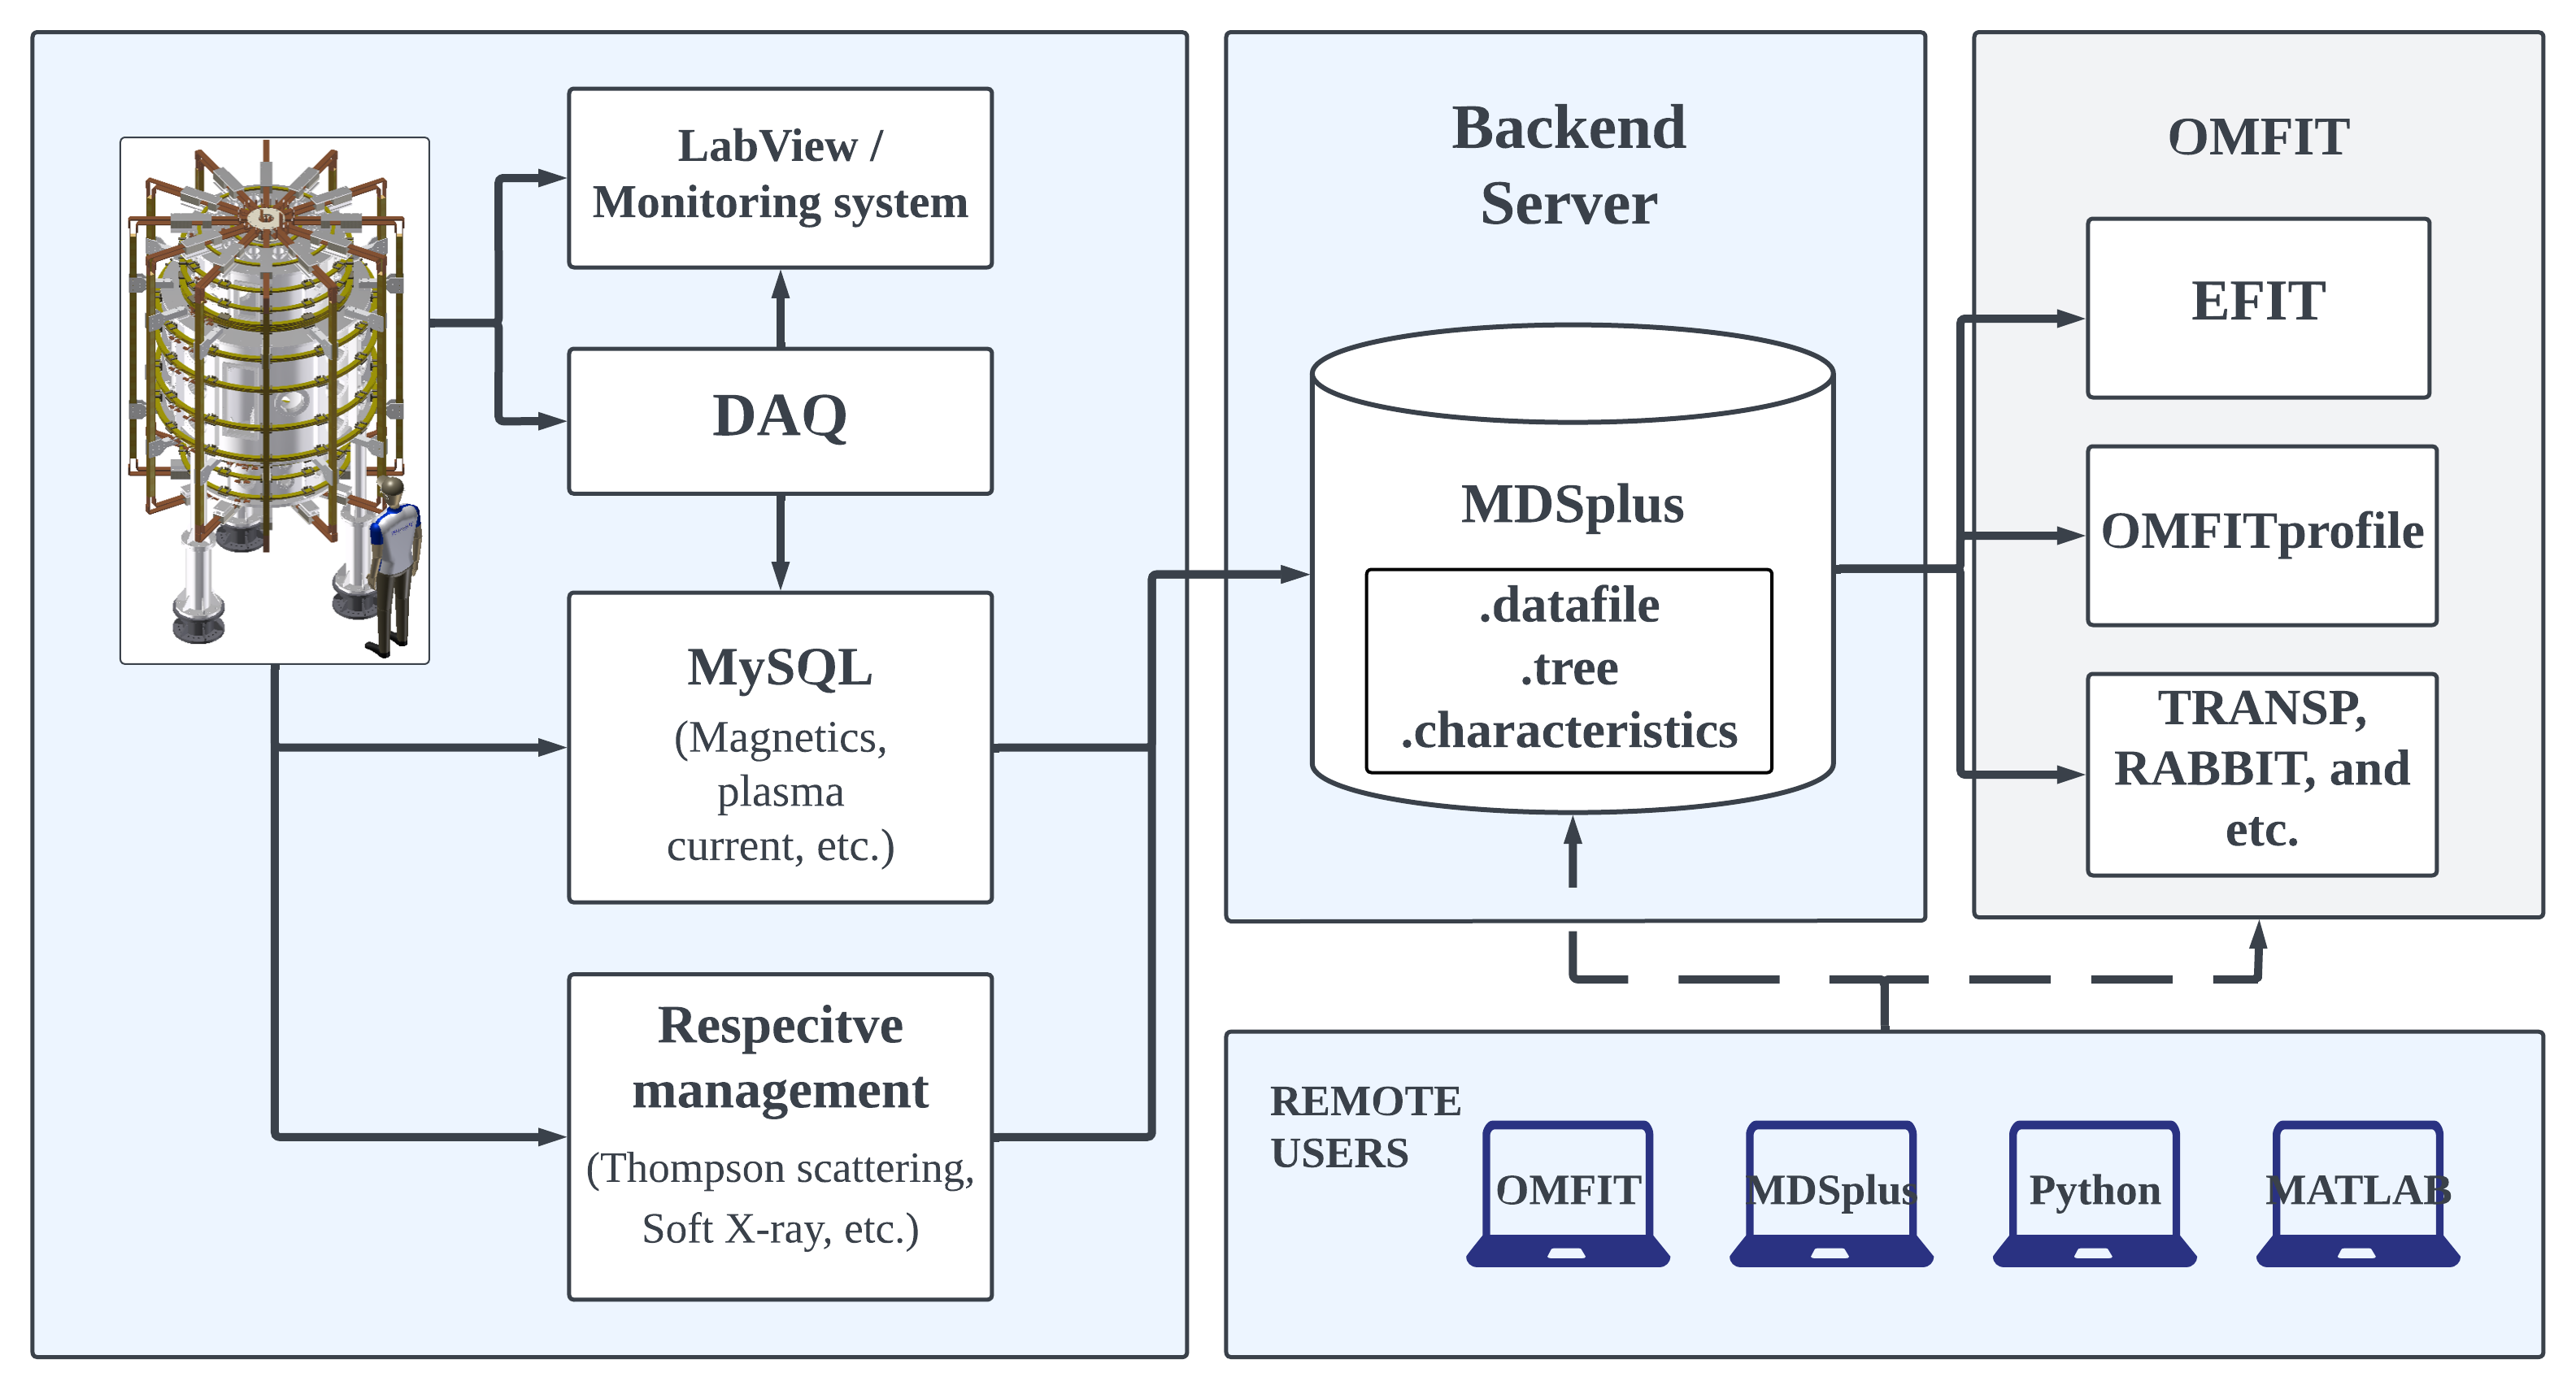 LabView /
Monitoring system
DAQ
MySQL
(Magnetics,
plasma
current, etc.)
Respecitve
management
(Thompson scattering,
Soft X-ray, etc.)
Backend
Server
MDSplus
.datafile
.tree
.characteristics
OMFIT
EFIT
OMFITprofile
TRANSP,
RABBIT, and
etc.
REMOTE
USERS
OMFIT
MDSplus
Python
MATLAB